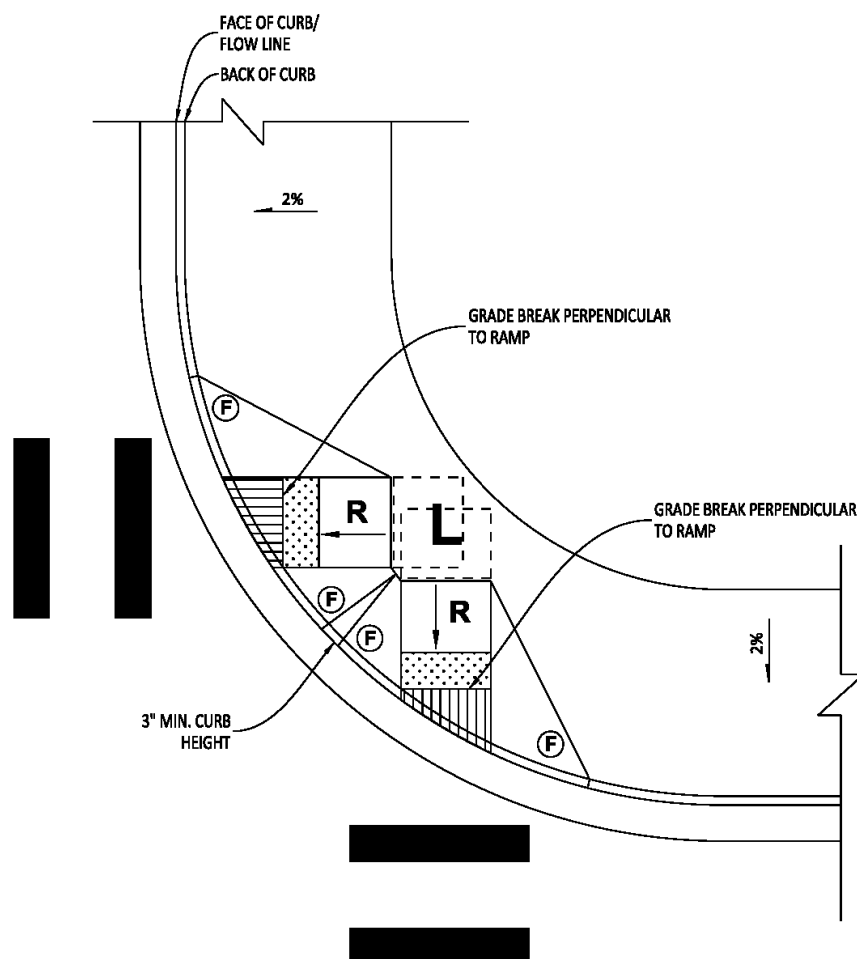 FACE OF CURB/
FLOW LINE
BACK OF CURB
2%
GRADE BREAK PERPENDICULAR
TO RAMP
F
R
L
GRADE BREAK PERPENDICULAR
TO RAMP
F
R
F
2%
3" MIN. CURB
HEIGHT
F